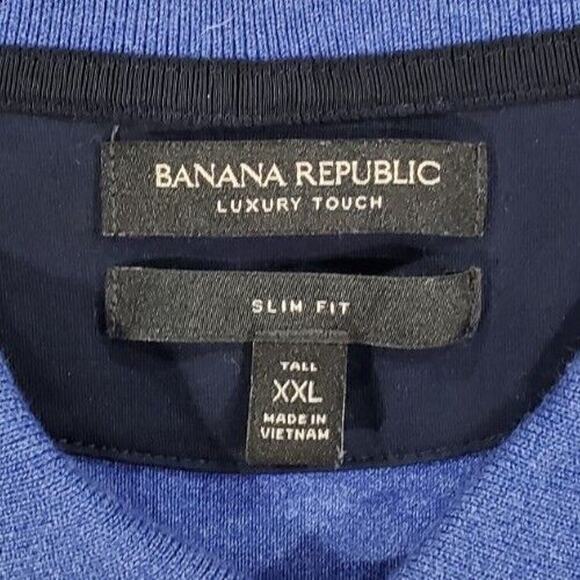 BANANA REPUBLIC
LUXURY TOUCH
SLIM FIT
TALL
XXL
MADE IN
VIETNAM